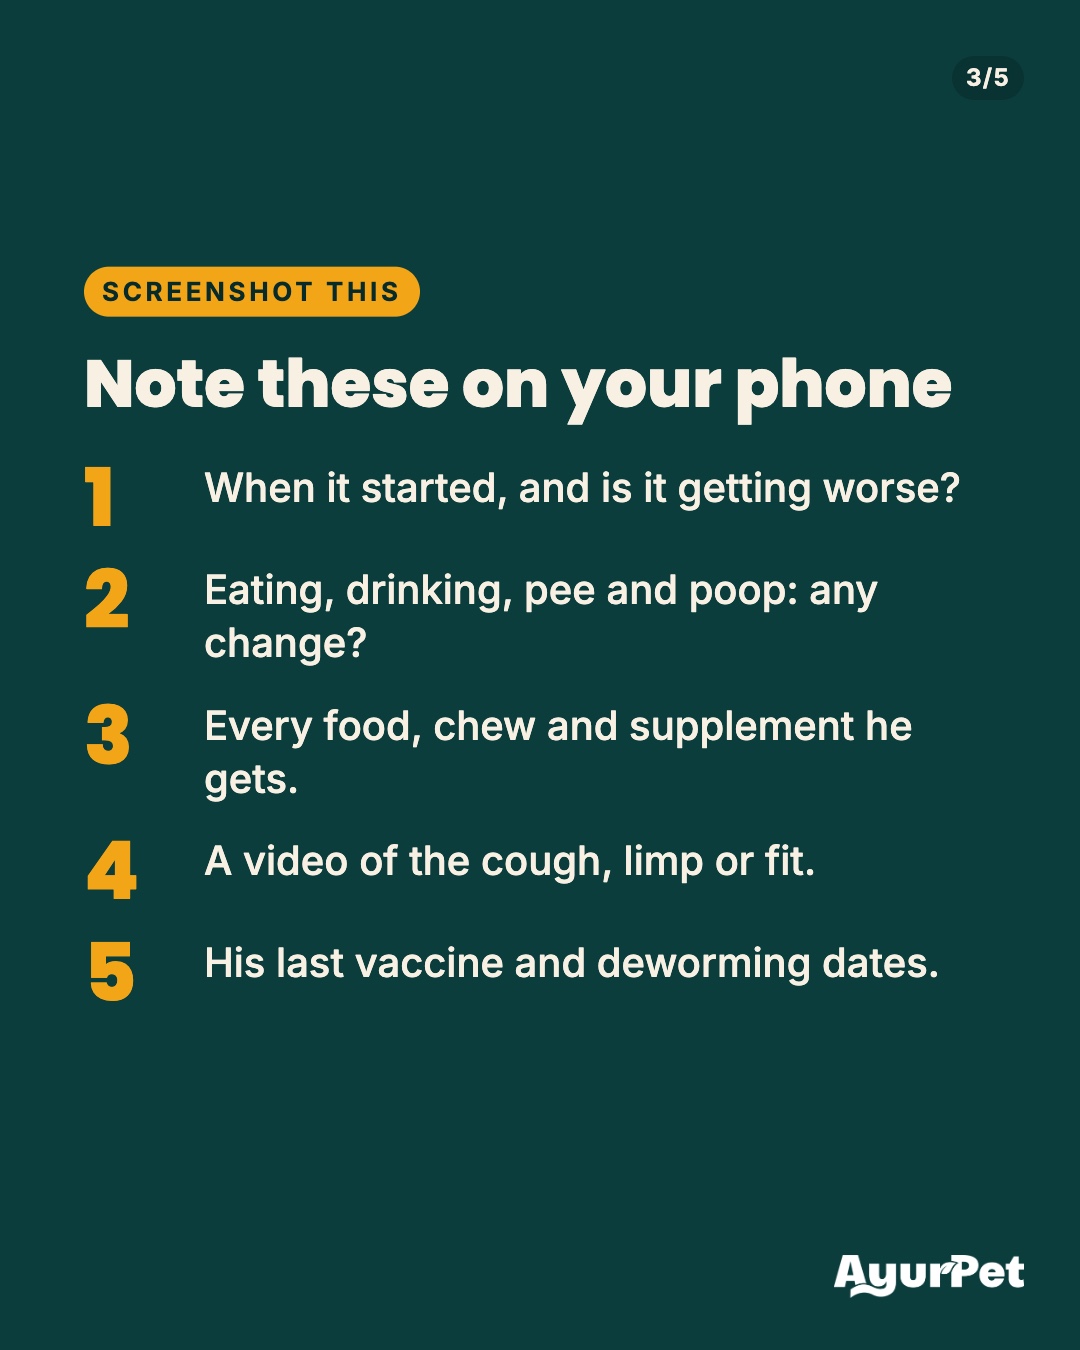 3/5
SCREENSHOT THIS
Note these on your phone
1 When it started, and is it getting worse?
2 Eating, drinking, pee and poop: any
change?
3 Every food, chew and supplement he
gets.
4 A video of the cough, limp or fit.
5 His last vaccine and deworming dates.
AyurPet